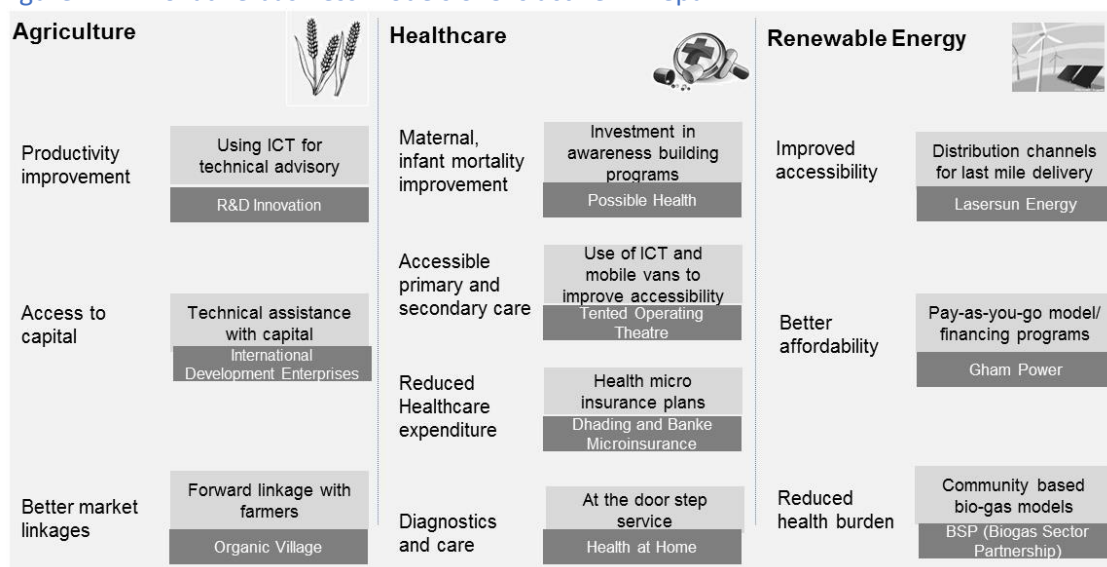 Agriculture
Productivity
improvement
Using ICT for
technical advisory
R&D Innovation
Access to
capital
Technical assistance
with capital
International
Development Enterprises
Better market
linkages
Forward linkage with
farmers
Organic Village
Healthcare
Maternal,
infant mortality
improvement
Investment in
awareness building
programs
Possible Health
Accessible
primary and
secondary care
Use of ICT and
mobile vans to
improve accessibility
Tented Operating
Theatre
Reduced
Healthcare
expenditure
Health micro
insurance plans
Dhading and Banke
Microinsurance
Diagnostics
and care
At the door step
service
Health at Home
Renewable Energy
Improved
accessibility
Distribution channels
for last mile delivery
Lasersun Energy
Better
affordability
Pay-as-you-go model/
financing programs
Gham Power
Reduced
health burden
Community based
bio-gas models
BSP (Biogas Sector
Partnership)